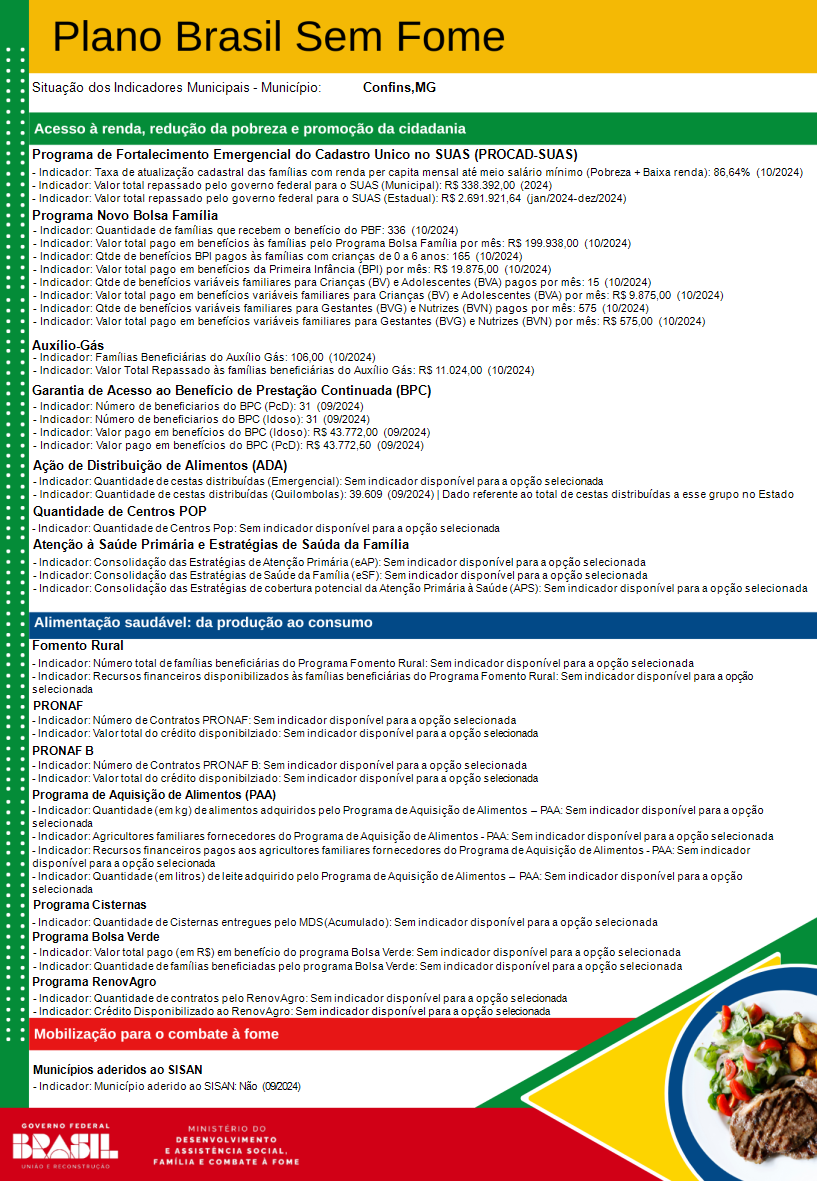 Plano Brasil Sem Fome
Situação dos Indicadores Municipais - Município: Confins,MG
Acesso à renda, redução da pobreza e promoção da cidadania
Programa de Fortalecimento Emergencial do Cadastro Unico no SUAS (PROCAD-SUAS)
- Indicador: Taxa de atualização cadastral das famílias com renda per capita mensal até meio salário mínimo (Pobreza + Baixa renda): 86,64% (10/2024)
- Indicador: Valor total repassado pelo governo federal para o SUAS (Municipal): R$ 338.392,00 (2024)
- Indicador: Valor total repassado pelo governo federal para o SUAS (Estadual): R$ 2.691.921,64 (jan/2024-dez/2024)
Programa Novo Bolsa Família
- Indicador: Quantidade de famílias que recebem o benefício do PBF: 336 (10/2024)
- Indicador: Valor total pago em benefícios às famílias pelo Programa Bolsa Família por mês: R$ 199.938,00 (10/2024)
- Indicador: Qtde de benefícios BPI pagos às famílias com crianças de 0 a 6 anos: 165 (10/2024)
- Indicador: Valor total pago em benefícios da Primeira Infância (BPI) por mês: R$ 19.875,00 (10/2024)
- Indicador: Qtde de benefícios variáveis familiares para Crianças (BV) e Adolescentes (BVA) pagos por mês: 15 (10/2024)
- Indicador: Valor total pago em benefícios variáveis familiares para Crianças (BV) e Adolescentes (BVA) por mês: R$ 9.875,00 (10/2024)
- Indicador: Qtde de benefícios variáveis familiares para Gestantes (BVG) e Nutrizes (BVN) pagos por mês: 575 (10/2024)
- Indicador: Valor total pago em benefícios variáveis familiares para Gestantes (BVG) e Nutrizes (BVN) por mês: R$ 575,00 (10/2024)
Auxílio-Gás
- Indicador: Famílias Beneficiárias do Auxílio Gás: 106,00 (10/2024)
- Indicador: Valor Total Repassado às famílias beneficiárias do Auxílio Gás: R$ 11.024,00 (10/2024)
Garantia de Acesso ao Benefício de Prestação Continuada (BPC)
- Indicador: Número de beneficiarios do BPC (PcD): 31 (09/2024)
- Indicador: Número de beneficiarios do BPC (Idoso): 31 (09/2024)
- Indicador: Valor pago em benefícios do BPC (Idoso): R$ 43.772,00 (09/2024)
- Indicador: Valor pago em benefícios do BPC (PcD): R$ 43.772,50 (09/2024)
Ação de Distribuição de Alimentos (ADA)
- Indicador: Quantidade de cestas distribuídas (Emergencial): Sem indicador disponível para a opção selecionada
- Indicador: Quantidade de cestas distribuídas (Quilombolas): 39.609 (09/2024) | Dado referente ao total de cestas distribuídas a esse grupo no Estado
Quantidade de Centros POP
- Indicador: Quantidade de Centros Pop: Sem indicador disponível para a opção selecionada
Atenção à Saúde Primária e Estratégias de Saúda da Família
- Indicador: Consolidação das Estratégias de Atenção Primária (eAP): Sem indicador disponível para a opção selecionada
- Indicador: Consolidação das Estratégias de Saúde da Família (eSF): Sem indicador disponível para a opção selecionada
- Indicador: Consolidação das Estratégias de cobertura potencial da Atenção Primária à Saúde (APS): Sem indicador disponível para a opção selecionada
Alimentação saudável: da produção ao consumo
Fomento Rural
- Indicador: Número total de famílias beneficiárias do Programa Fomento Rural: Sem indicador disponível para a opção selecionada
- Indicador: Recursos financeiros disponibilizados às famílias beneficiárias do Programa Fomento Rural: Sem indicador disponível para a opção
selecionada
PRONAF
- Indicador: Número de Contratos PRONAF: Sem indicador disponível para a opção selecionada
- Indicador: Valor total do crédito disponibilziado: Sem indicador disponível para a opção selecionada
PRONAF B
- Indicador: Número de Contratos PRONAF B: Sem indicador disponível para a opção selecionada
- Indicador: Valor total do crédito disponibilziado: Sem indicador disponível para a opção selecionada
Programa de Aquisição de Alimentos (PAA)
- Indicador: Quantidade (em kg) de alimentos adquiridos pelo Programa de Aquisição de Alimentos – PAA: Sem indicador disponível para a opção
selecionada
- Indicador: Agricultores familiares fornecedores do Programa de Aquisição de Alimentos - PAA: Sem indicador disponível para a opção selecionada
- Indicador: Recursos financeiros pagos aos agricultores familiares fornecedores do Programa de Aquisição de Alimentos - PAA: Sem indicador
disponível para a opção selecionada
- Indicador: Quantidade (em litros) de leite adquirido pelo Programa de Aquisição de Alimentos – PAA: Sem indicador disponível para a opção
selecionada
Programa Cisternas
- Indicador: Quantidade de Cisternas entregues pelo MDS(Acumulado): Sem indicador disponível para a opção selecionada
Programa Bolsa Verde
- Indicador: Valor total pago (em R$) em benefício do programa Bolsa Verde: Sem indicador disponível para a opção selecionada
- Indicador: Quantidade de famílias beneficiadas pelo programa Bolsa Verde: Sem indicador disponível para a opção selecionada
Programa RenovAgro
- Indicador: Quantidade de contratos pelo RenovAgro: Sem indicador disponível para a opção selecionada
- Indicador: Crédito Disponibilizado ao RenovAgro: Sem indicador disponível para a opção selecionada
Mobilização para o combate à fome
Municípios aderidos ao SISAN
- Indicador: Município aderido ao SISAN: Não (09/2024)
GOVERNO FEDERAL
BRASIL
UNIÃO E RECONSTRUÇÃO
MINISTÉRIO DO
DESENVOLVIMENTO
E ASSISTÊNCIA SOCIAL,
FAMÍLIA E COMBATE À FOME